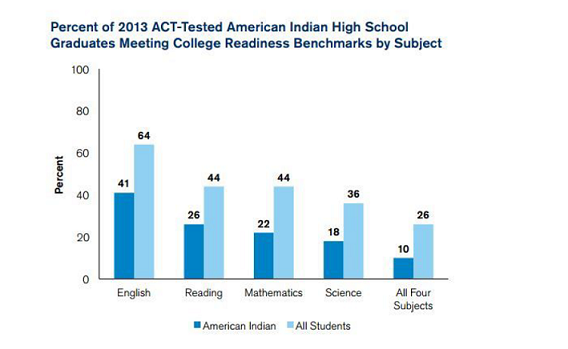 Percent of 2013 ACT-Tested American Indian High School
Graduates Meeting College Readiness Benchmarks by Subject
100
80
60
40
20
0
Percent
41
64
26
44
22
44
18
36
10
26
English
Reading
Mathematics
Science
All Four
Subjects
American Indian
All Students